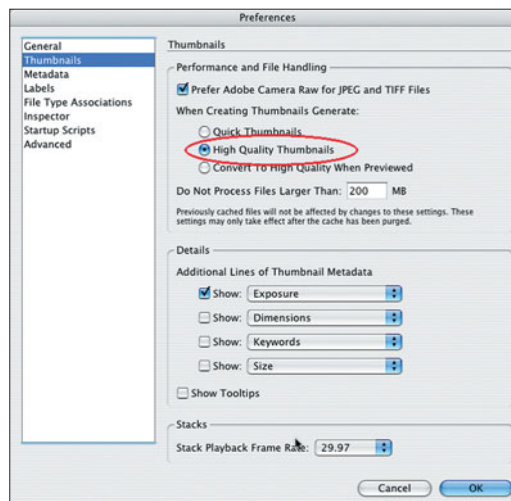 Preferences
General
Thumbnails
Metadata
Labels
File Type Associations
Inspector
Startup Scripts
Advanced
Thumbnails
Performance and File Handling
Prefer Adobe Camera Raw for JPEG and TIFF Files
When Creating Thumbnails Generate:
Quick Thumbnails
High Quality Thumbnails
Convert To High Quality When Previewed
Do Not Process Files Larger Than: 200 MB
Previously cached files will not be affected by changes to these settings. These
settings may only take effect after the cache has been purged.
Details
Additional Lines of Thumbnail Metadata
Show: Exposure
Show: Dimensions
Show: Keywords
Show: Size
Show Tooltips
Stacks
Stack Playback Frame Rate: 29.97
Cancel OK